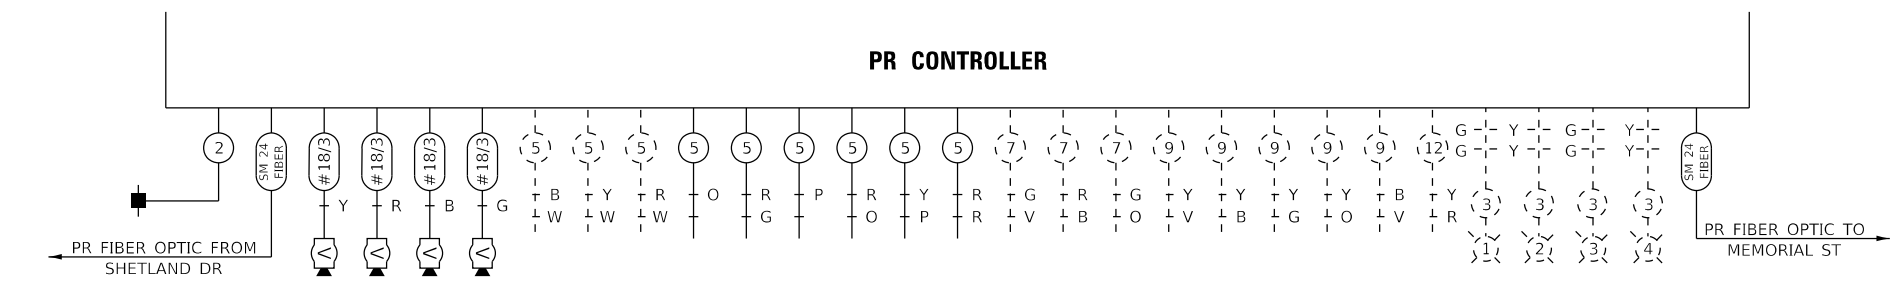 PR CONTROLLER
2 SM 24 FIBER #18/3 #18/3 #18/3 #18/3 5 5 5 5 5 5 5 5 5 7 7 7 9 9 9 9 9 12 SM 24 FIBER
G Y G Y
G Y G Y
B Y R O R P R Y R G R G Y Y Y Y B Y
Y R B G
W W W G O P R V B O V B G O V R
3 3 3 3
V V V V
1 2 3 4
PR FIBER OPTIC FROM
SHETLAND DR
PR FIBER OPTIC TO
MEMORIAL ST